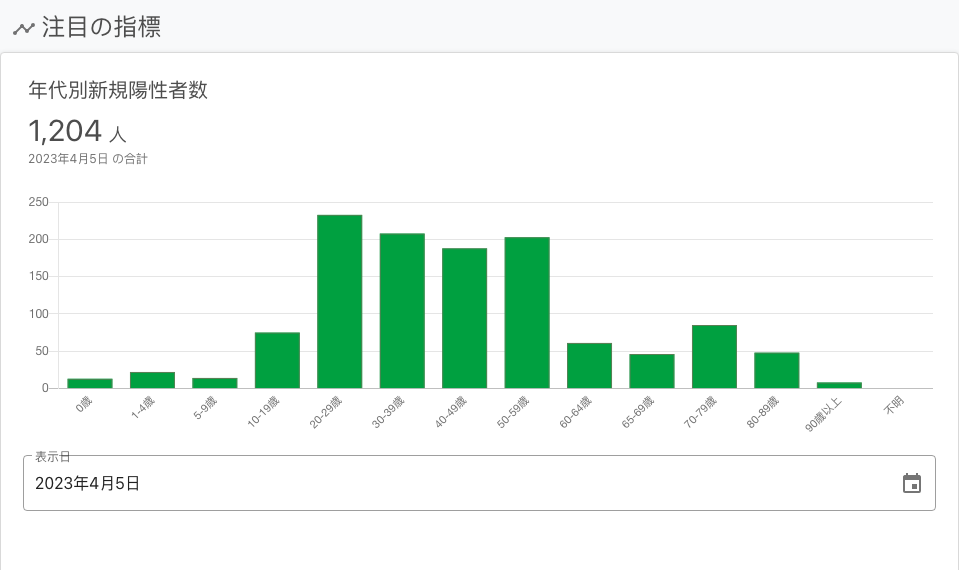 注目の指標
年代別新規陽性者数
1,204 人
2023年4月5日 の合計
250
200
150
100
50
0
0歳
1-4歳
5-9歳
10-19歳
20-29歳
30-39歳
40-49歳
50-59歳
60-64歳
65-69歳
70-79歳
80-89歳
90歳以上
不明
表示日
2023年4月5日